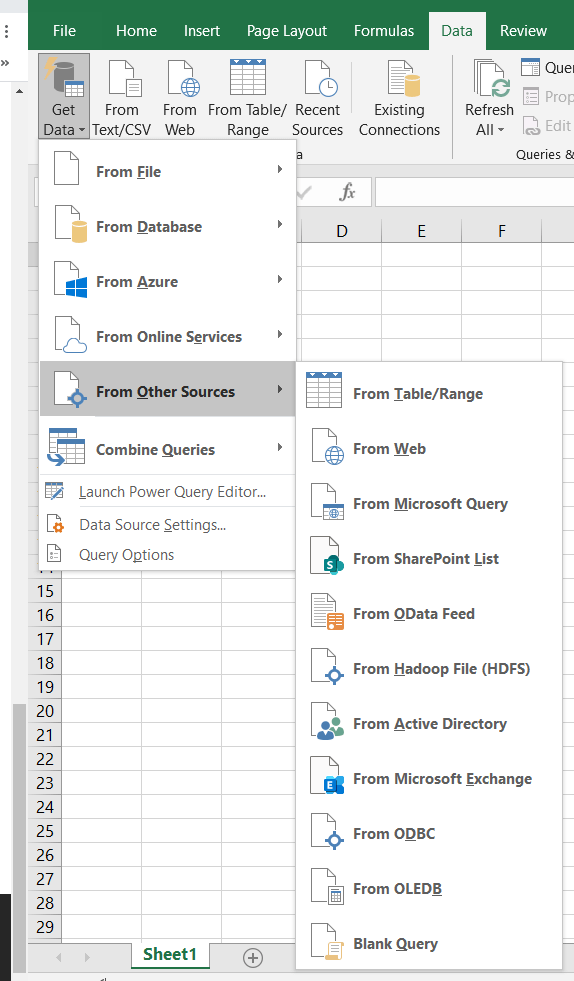 File Home Insert Page Layout Formulas Data Review
Get Data
From Text/CSV
From Web
From Table/ Range
Recent Sources
Existing Connections
Refresh All
Quer
Prop
Edit
Queries &
From File
From Database
From Azure
From Online Services
From Other Sources
Combine Queries
Launch Power Query Editor...
Data Source Settings...
Query Options
fx
D E F
From Table/Range
From Web
From Microsoft Query
From SharePoint List
From OData Feed
From Hadoop File (HDFS)
From Active Directory
From Microsoft Exchange
From ODBC
From OLEDB
Blank Query
15
16
17
18
19
20
21
22
23
24
25
26
27
28
29
Sheet1